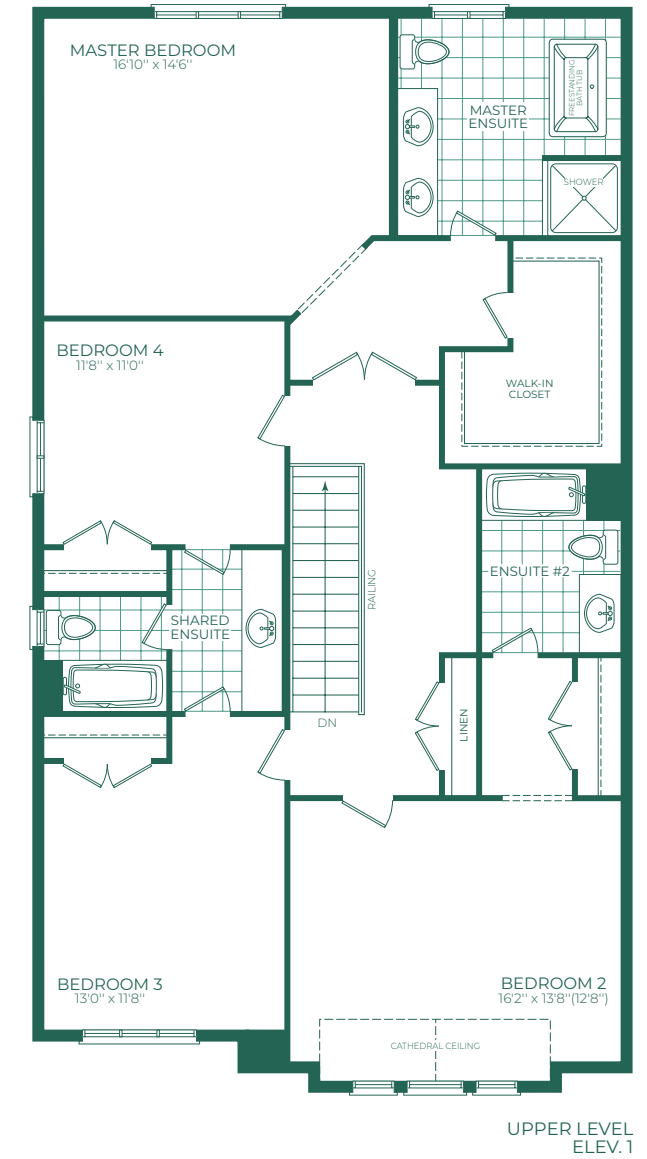 MASTER BEDROOM
16'10'' x 14'6''
MASTER
ENSUITE
FREESTANDING
BATH TUB
SHOWER
BEDROOM 4
11'8'' x 11'0''
WALK-IN
CLOSET
ENSUITE #2
RAILING
SHARED
ENSUITE
DN
LINEN
BEDROOM 3
13'0'' x 11'8''
BEDROOM 2
16'2'' x 13'8''(12'8'')
CATHEDRAL CEILING
UPPER LEVEL
ELEV. 1